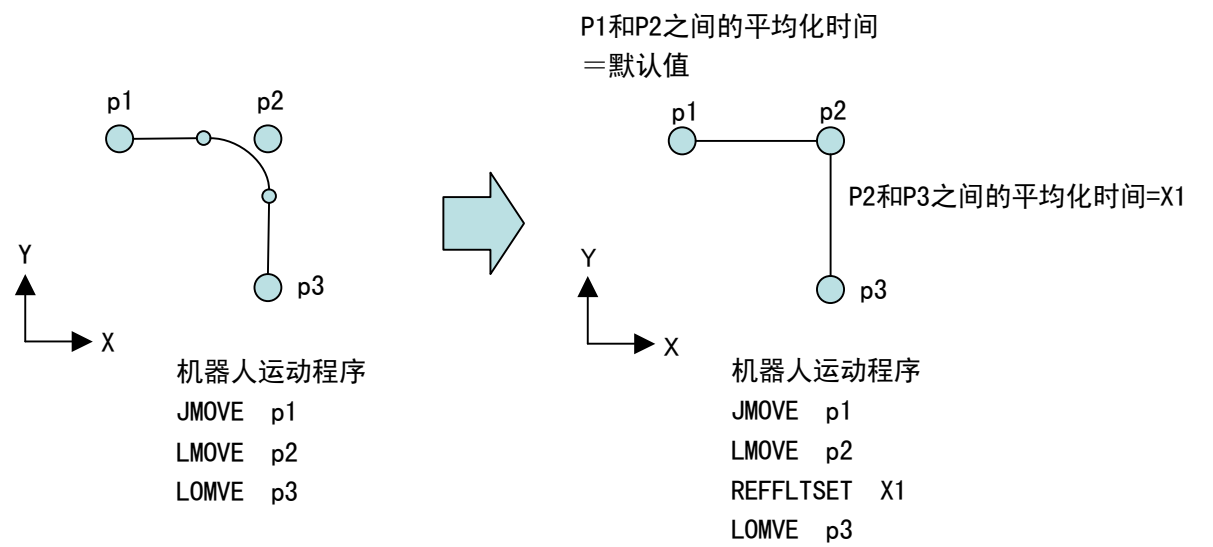 P1和P2之间的平均化时间
＝默认值
p1
p2
p3
Y
X
机器人运动程序
JMOVE p1
LMOVE p2
LOMVE p3
p1
p2
P2和P3之间的平均化时间=X1
p3
Y
X
机器人运动程序
JMOVE p1
LMOVE p2
REFFLTSET X1
LOMVE p3